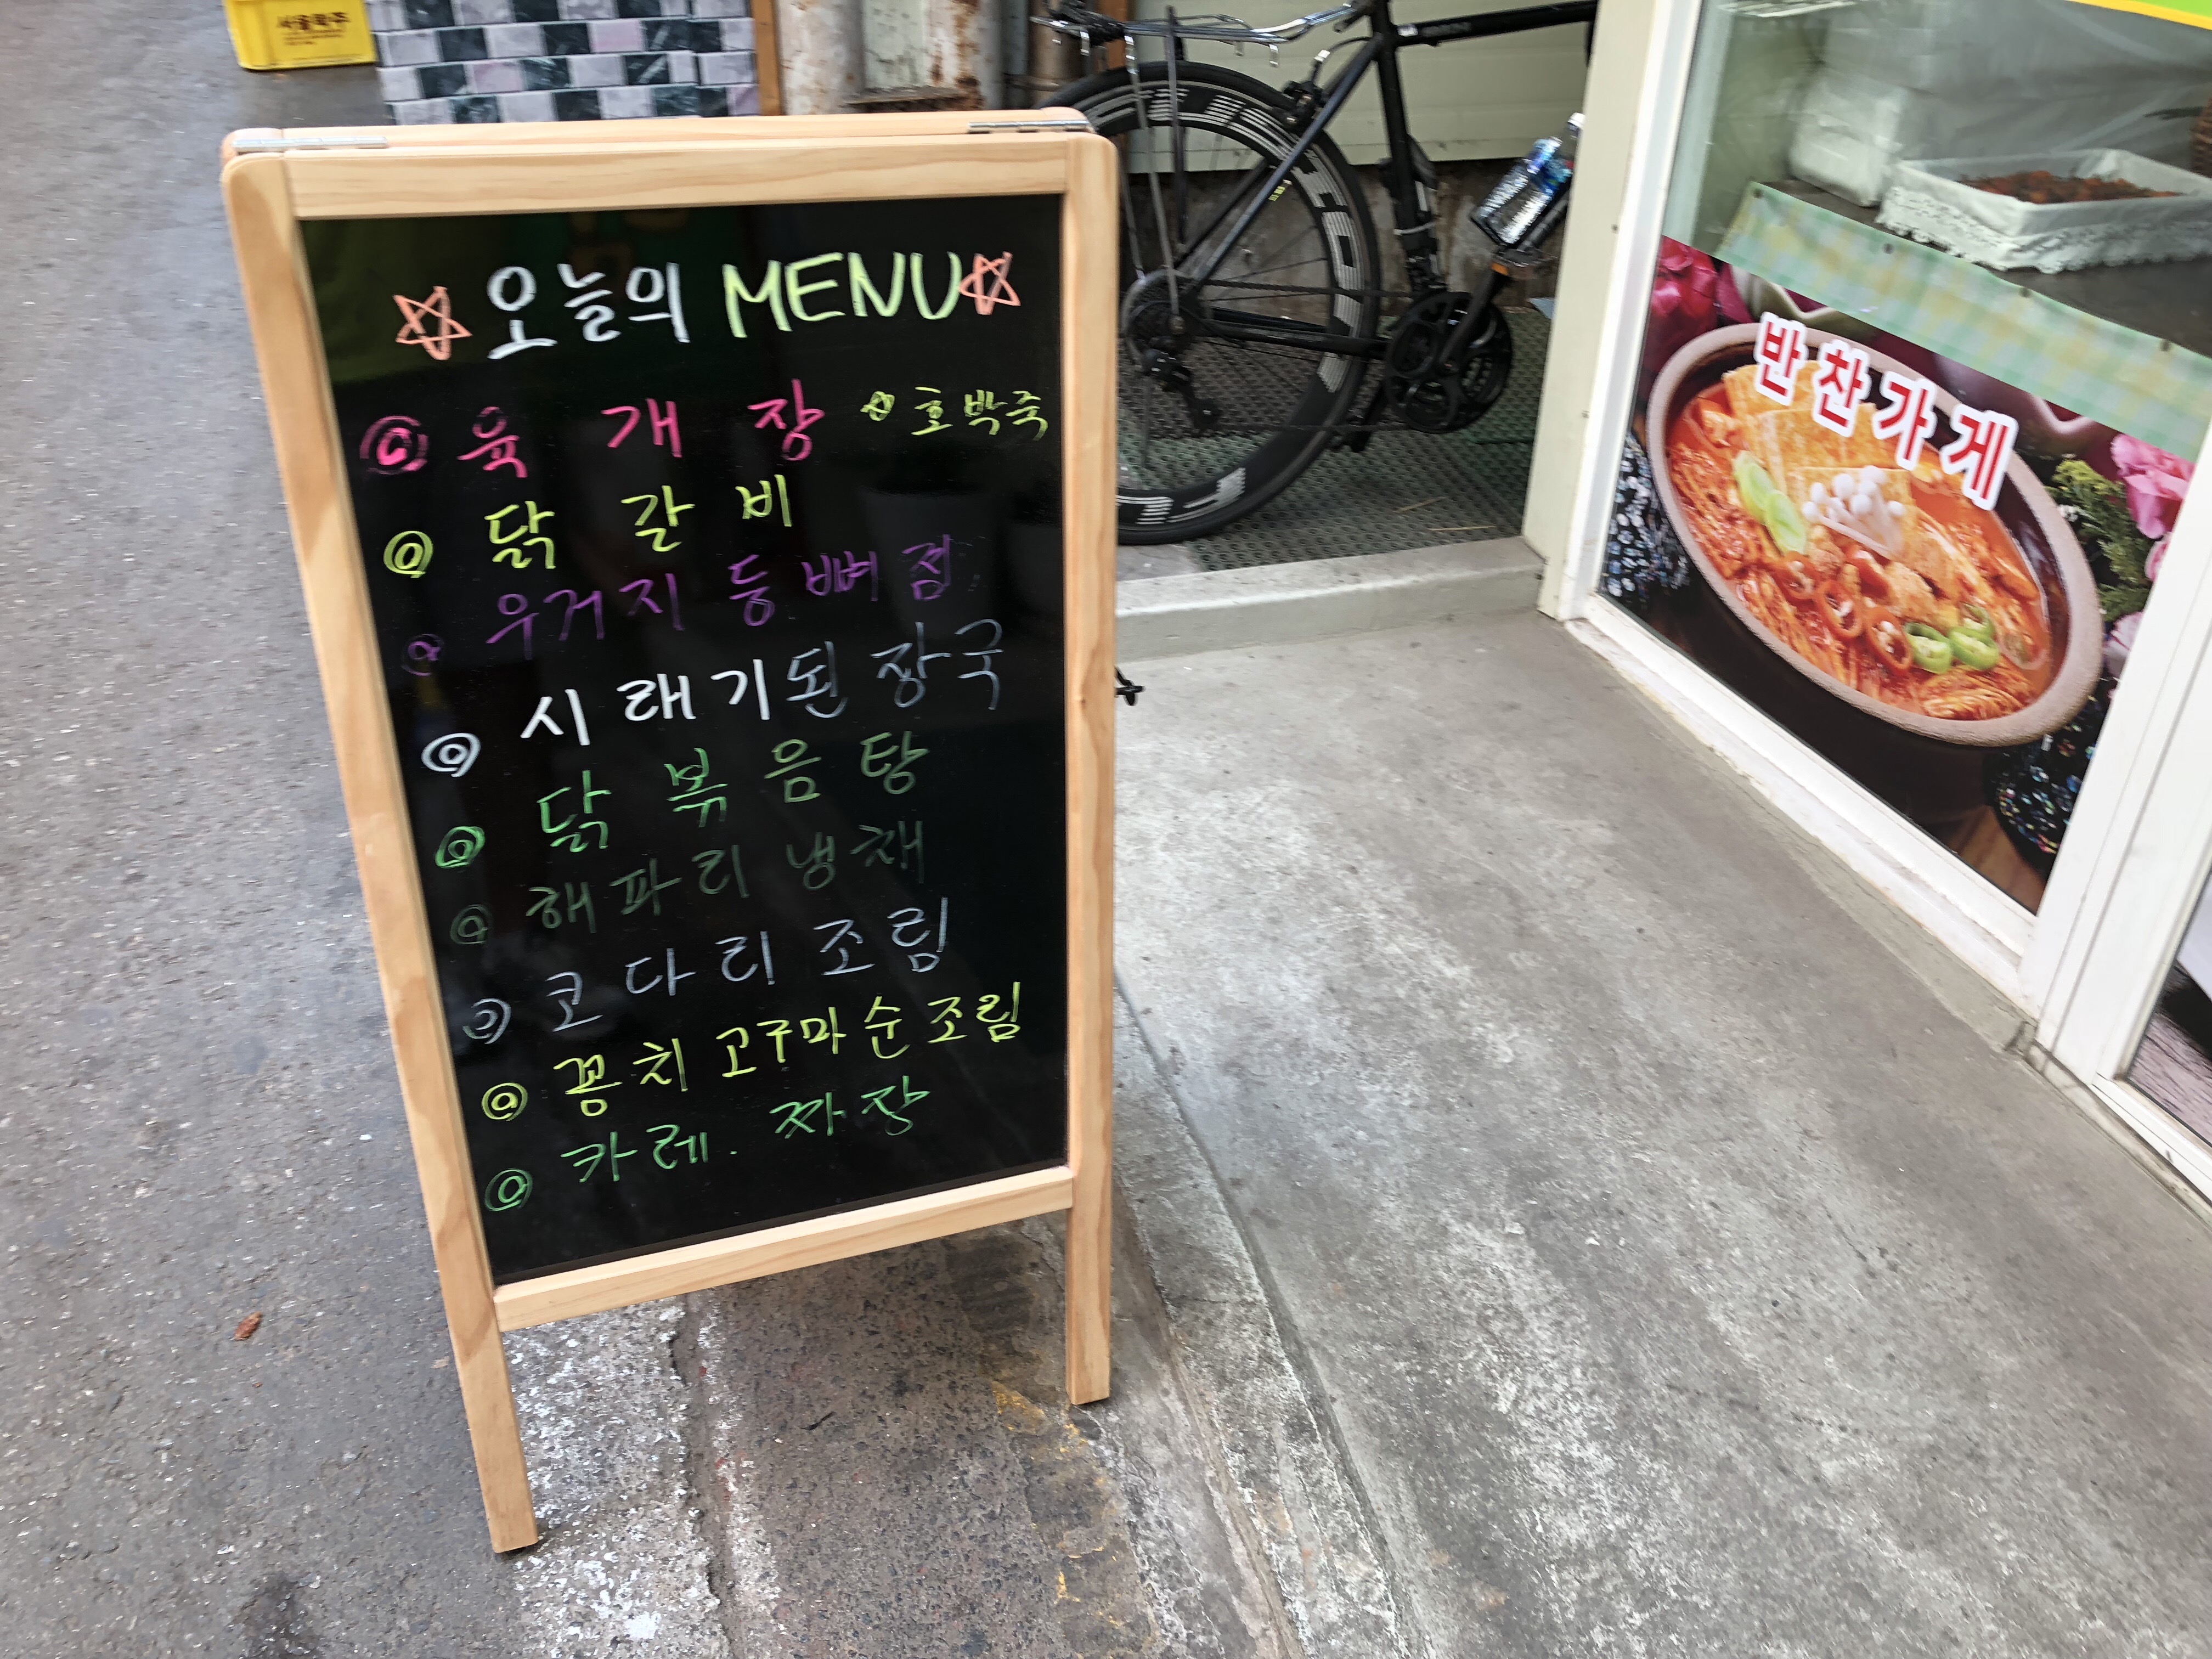 오늘의 MENU
육개장 호박죽
닭갈비
우거지 등뼈 점
시래기된장국
닭볶음탕
해파리냉채
코다리조림
꽁치고구마순조림
카레. 짜장
반찬가게